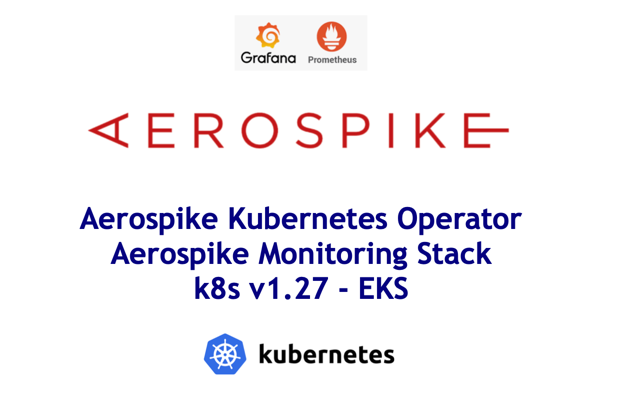 Grafana
Prometheus
AEROSPIKE
Aerospike Kubernetes Operator
Aerospike Monitoring Stack
k8s v1.27 - EKS
kubernetes